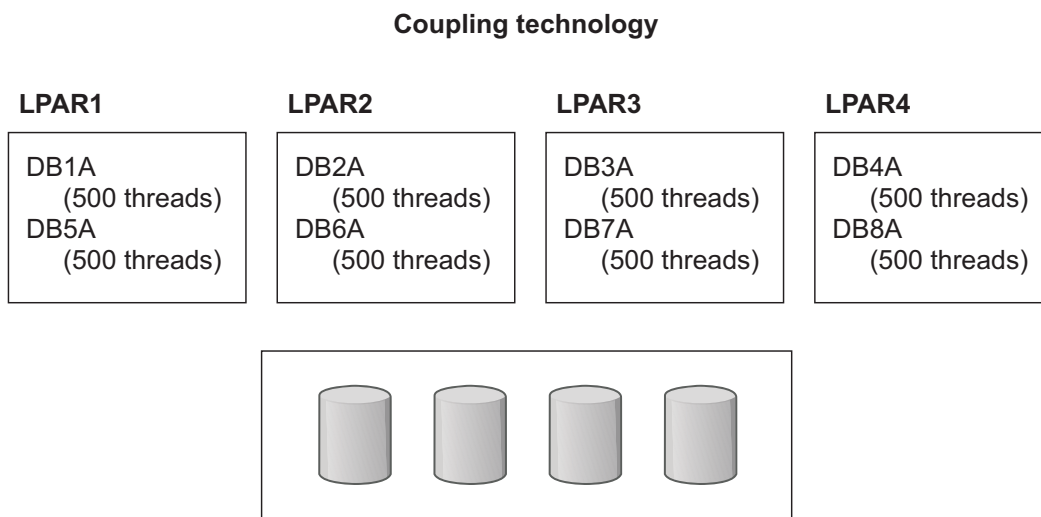 Coupling technology
LPAR1
LPAR2
LPAR3
LPAR4
DB1A
(500 threads)
DB5A
(500 threads)
DB2A
(500 threads)
DB6A
(500 threads)
DB3A
(500 threads)
DB7A
(500 threads)
DB4A
(500 threads)
DB8A
(500 threads)